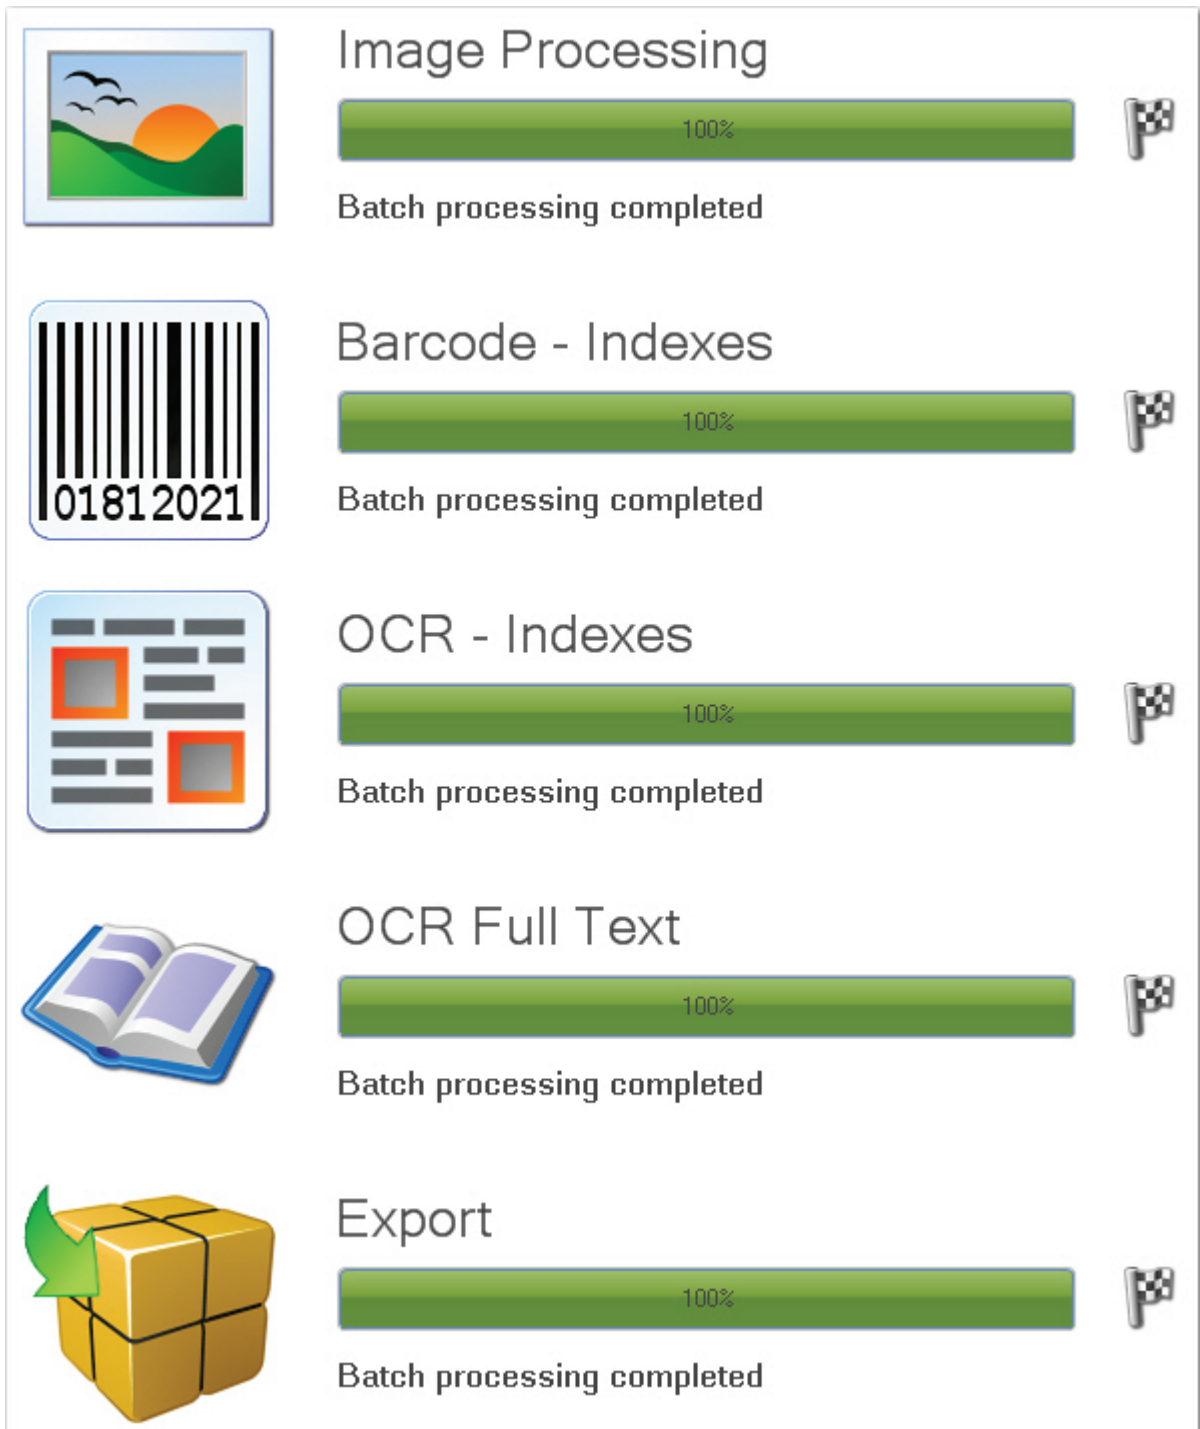 Image Processing
100%
Batch processing completed
Barcode - Indexes
100%
Batch processing completed
01812021
OCR - Indexes
100%
Batch processing completed
OCR Full Text
100%
Batch processing completed
Export
100%
Batch processing completed